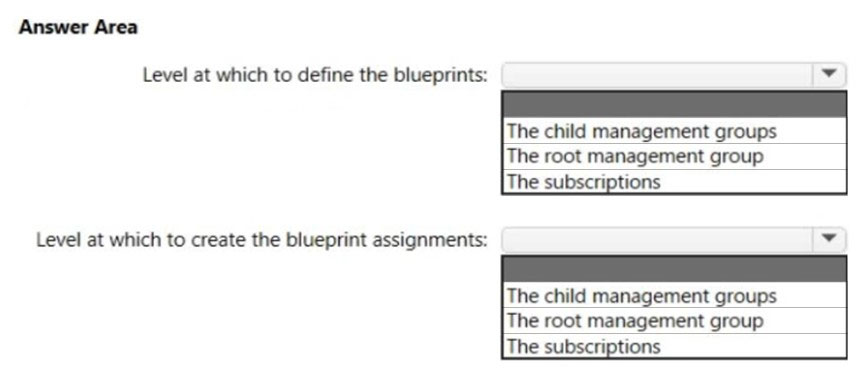 Answer Area
Level at which to define the blueprints:
The child management groups
The root management group
The subscriptions
Level at which to create the blueprint assignments:
The child management groups
The root management group
The subscriptions